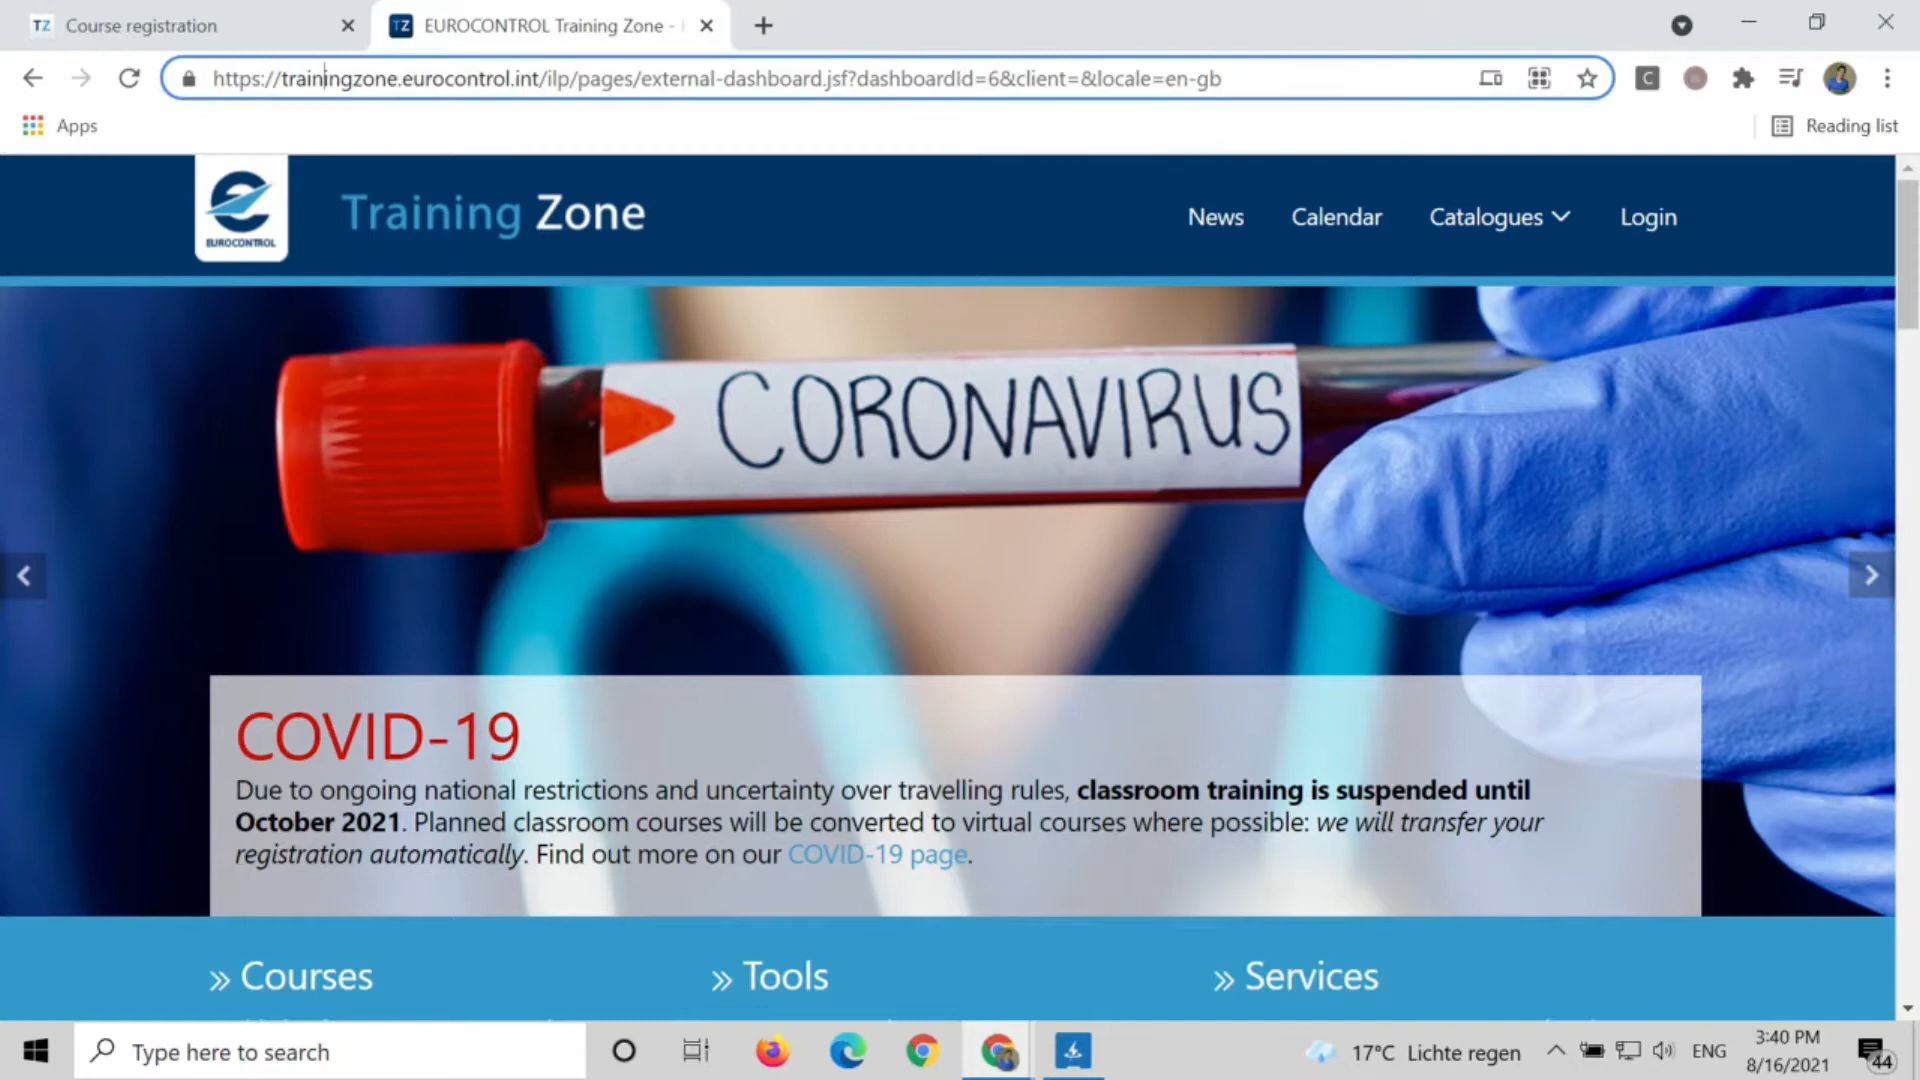 TZ Course registration
TZ EUROCONTROL Training Zone -
https://trainingzone.eurocontrol.int/ilp/pages/external-dashboard.jsf?dashboardId=6&client=&locale=en-gb
C
Apps
Reading list
EUROCONTROL
Training Zone
News
Calendar
Catalogues
Login
CORONAVIRUS
COVID-19
Due to ongoing national restrictions and uncertainty over travelling rules, classroom training is suspended until
October 2021. Planned classroom courses will be converted to virtual courses where possible: we will transfer your
registration automatically. Find out more on our COVID-19 page.
» Courses
» Tools
» Services
Type here to search
17°C Lichte regen
ENG
3:40 PM
8/16/2021
44